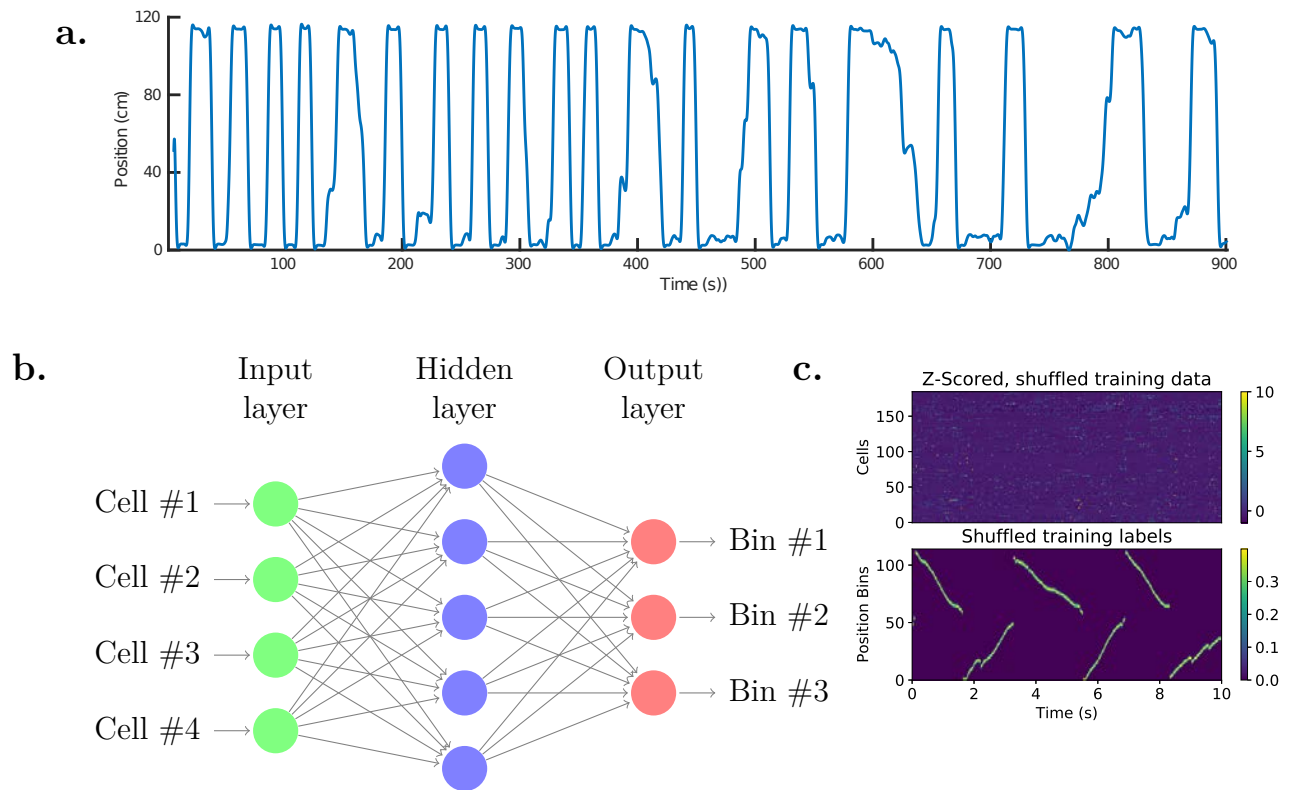 a.
120
80
40
0
Position (cm)
100 200 300 400 500 600 700 800 900
Time (s))
b.
Input layer
Hidden layer
Output layer
Cell #1
Cell #2
Cell #3
Cell #4
Bin #1
Bin #2
Bin #3
c.
Z-Scored, shuffled training data
150
100
50
0
Cells
10
5
0
Shuffled training labels
100
50
0
Position Bins
0 2 4 6 8 10
Time (s)
0.3
0.2
0.1
0.0